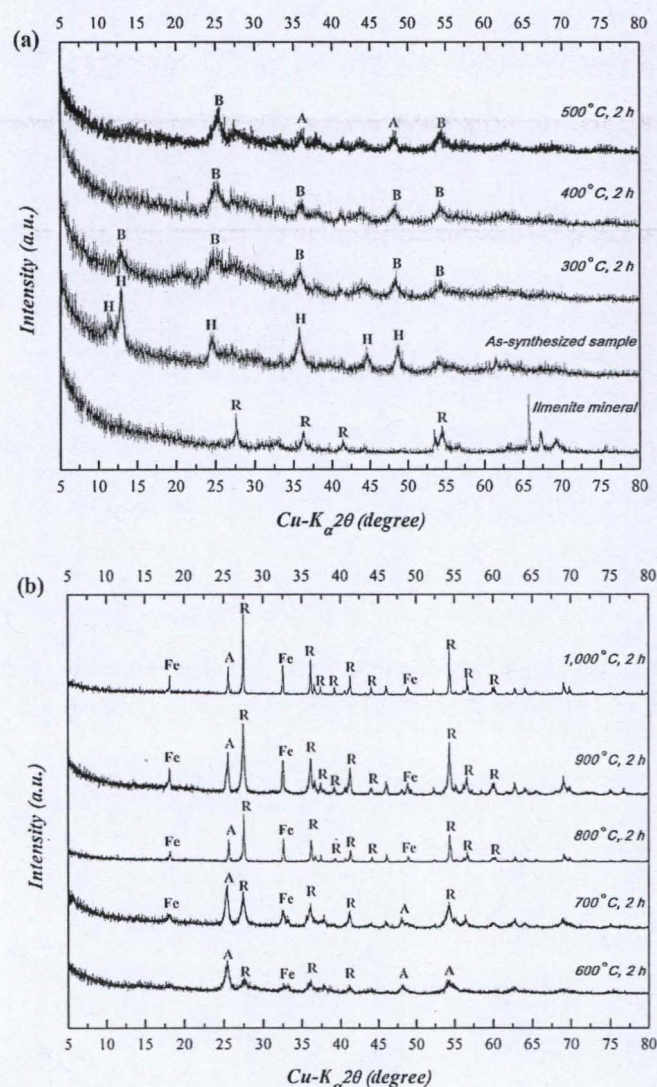 (a)
5 10 15 20 25 30 35 40 45 50 55 60 65 70 75 80
B A A B 500°C, 2 h
B B B B 400°C, 2 h
B B B B B 300°C, 2 h
H H H H H H As-synthesized sample
R R R R Ilmenite mineral
Intensity (a.u.)
5 10 15 20 25 30 35 40 45 50 55 60 65 70 75 80
Cu-Kα2θ (degree)
(b)
5 10 15 20 25 30 35 40 45 50 55 60 65 70 75 80
Fe A R Fe R R R R R Fe R R R 1,000°C, 2 h
Fe A R Fe R R R R R Fe R R R 900°C, 2 h
Fe A R Fe R R R R Fe R R R 800°C, 2 h
Fe A R Fe R R A R 700°C, 2 h
A R Fe R R A A 600°C, 2 h
Intensity (a.u.)
5 10 15 20 25 30 35 40 45 50 55 60 65 70 75 80
Cu-Kα2θ (degree)